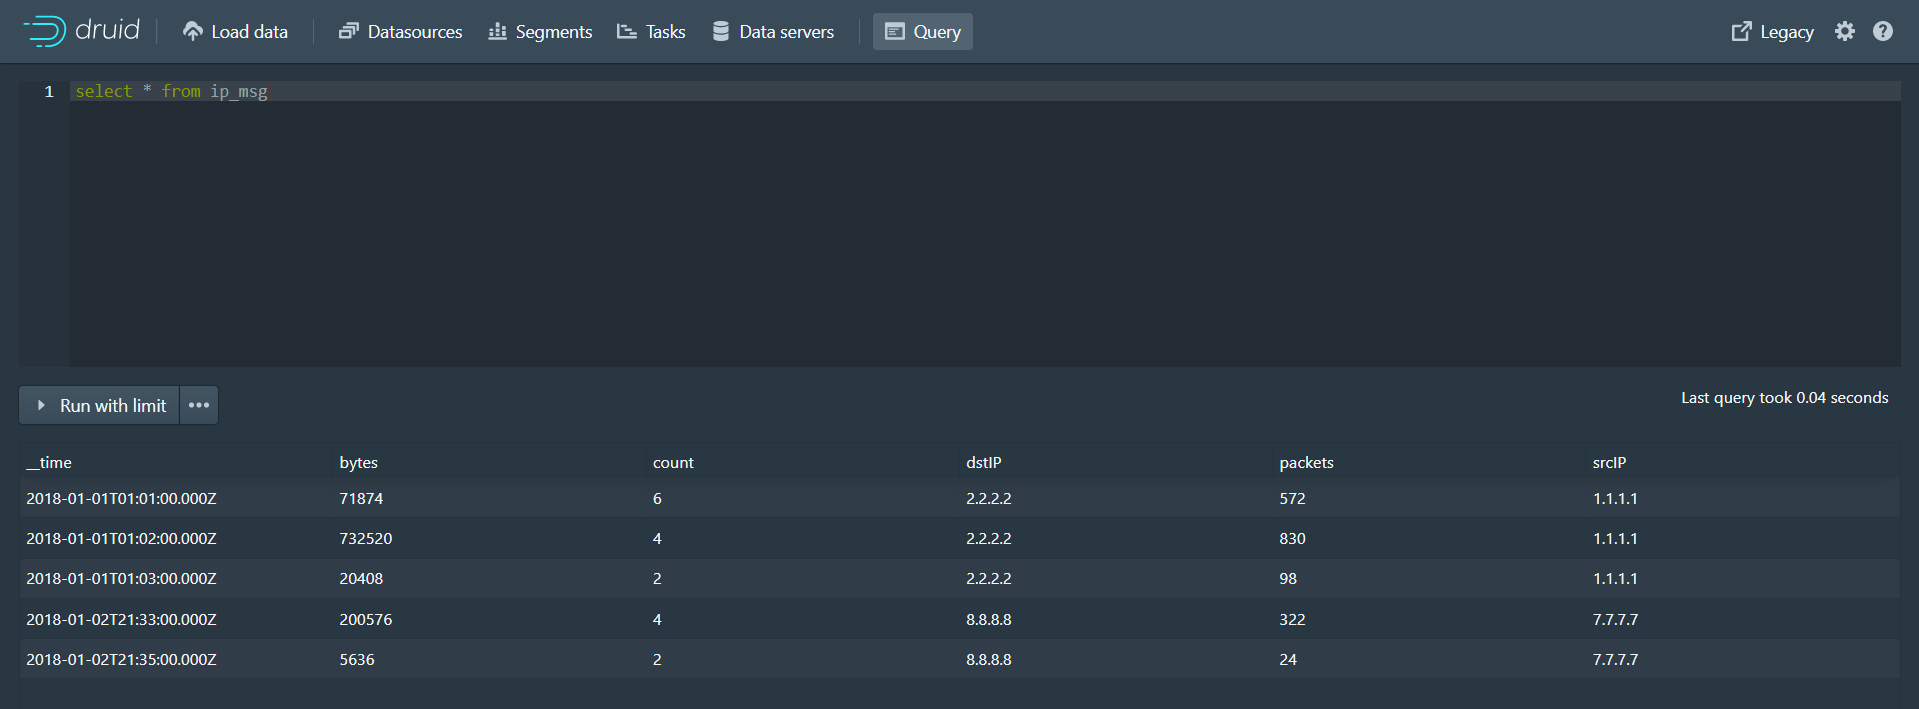 druid Load data Datasources Segments Tasks Data servers Query Legacy
1 select * from ip_msg
Run with limit ••• Last query took 0.04 seconds
__time bytes count dstIP packets srcIP
2018-01-01T01:01:00.000Z 71874 6 2.2.2.2 572 1.1.1.1
2018-01-01T01:02:00.000Z 732520 4 2.2.2.2 830 1.1.1.1
2018-01-01T01:03:00.000Z 20408 2 2.2.2.2 98 1.1.1.1
2018-01-02T21:33:00.000Z 200576 4 8.8.8.8 322 7.7.7.7
2018-01-02T21:35:00.000Z 5636 2 8.8.8.8 24 7.7.7.7